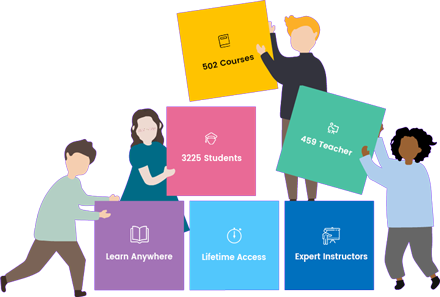 502 Courses
3225 Students
459 Teacher
Learn Anywhere
Lifetime Access
Expert Instructors